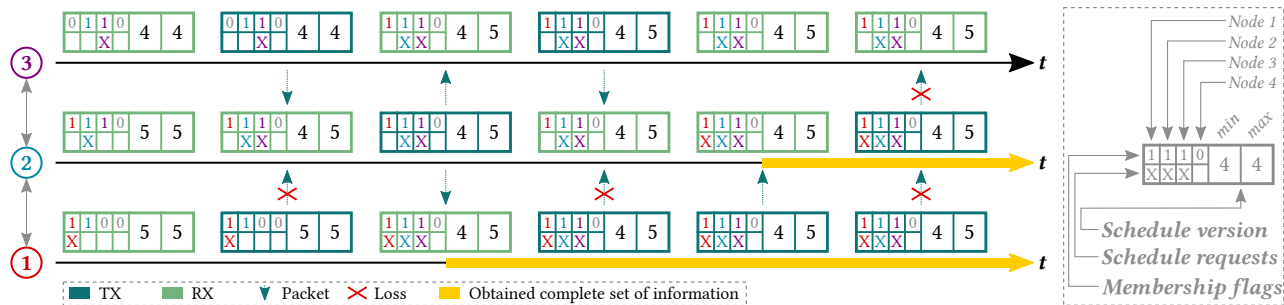 0 1 1 0 4 4 0 1 1 0 4 4 1 1 1 0 4 5 1 1 1 0 4 5 1 1 1 0 4 5 1 1 1 0 4 5
X X X X X X X X X X
3 t
1 1 0 0 5 5 1 1 1 0 4 5 1 1 1 0 4 5 1 1 1 0 4 5 1 1 1 0 4 5 1 1 1 0 4 5
X X X X X X X X X X X X X
2 t
1 1 0 0 5 5 1 1 0 0 5 5 1 1 1 0 4 5 1 1 1 0 4 5 1 1 1 0 4 5 1 1 1 0 4 5
X X X X X X X X X X X X X X
1 t
TX RX Packet Loss Obtained complete set of information
Node 1
Node 2
Node 3
Node 4
min max
1 1 1 0 4 4
X X X
Schedule version
Schedule requests
Membership flags